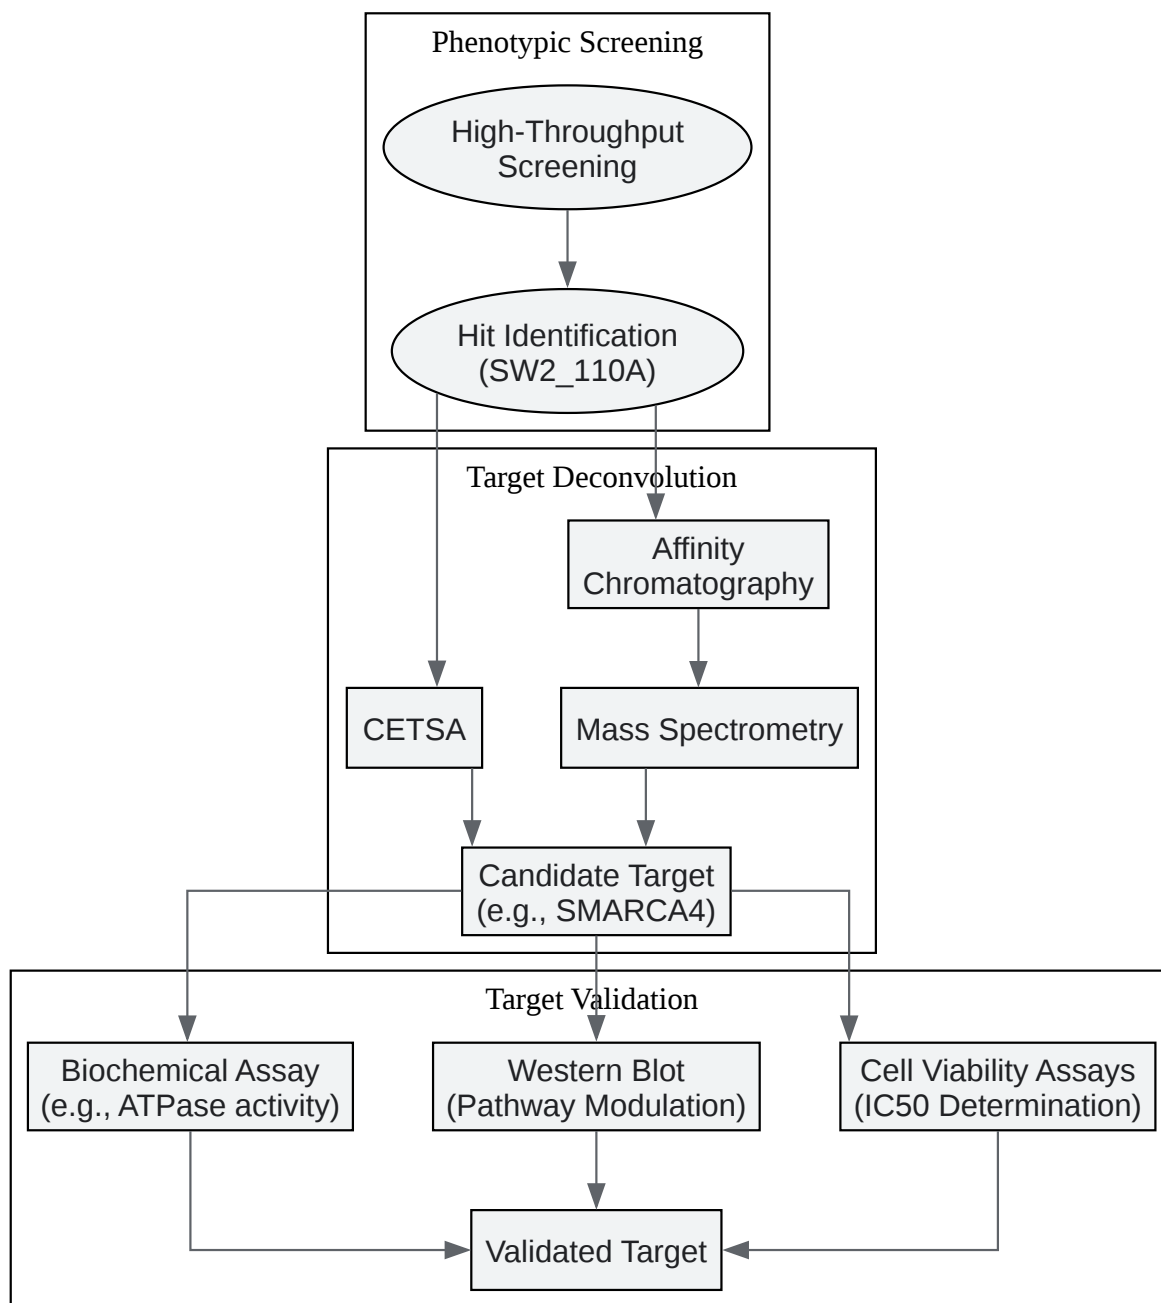 Phenotypic Screening
High-Throughput
Screening
Hit Identification
(SW2_110A)
Target Deconvolution
Affinity
Chromatography
CETSA
Mass Spectrometry
Candidate Target
(e.g., SMARCA4)
Target Validation
Biochemical Assay
(e.g., ATPase activity)
Western Blot
(Pathway Modulation)
Cell Viability Assays
(IC50 Determination)
Validated Target